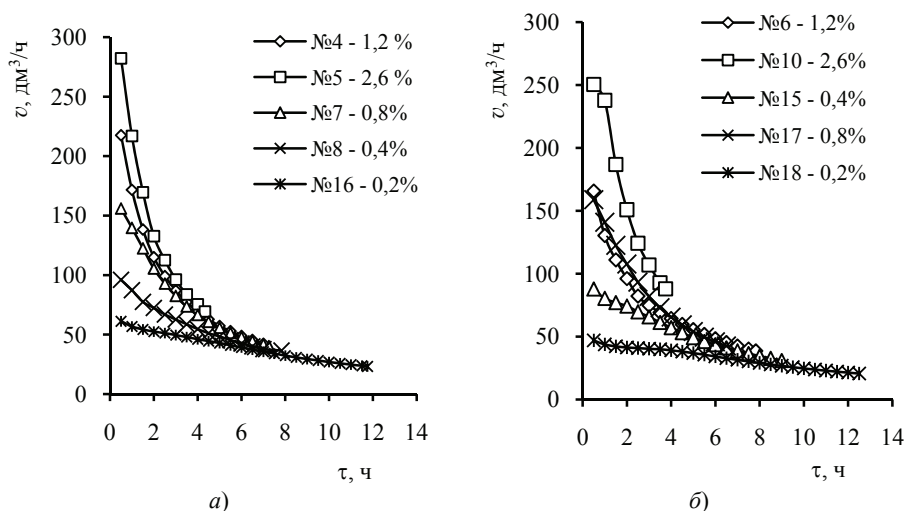 v, дм³/ч
300
250
200
150
100
50
0
0 2 4 6 8 10 12 14
τ, ч
№4 - 1,2 %
№5 - 2,6 %
№7 - 0,8%
№8 - 0,4%
№16 - 0,2%
а)
v, дм³/ч
300
250
200
150
100
50
0
0 2 4 6 8 10 12 14
τ, ч
№6 - 1,2%
№10 - 2,6%
№15 - 0,4%
№17 - 0,8%
№18 - 0,2%
б)